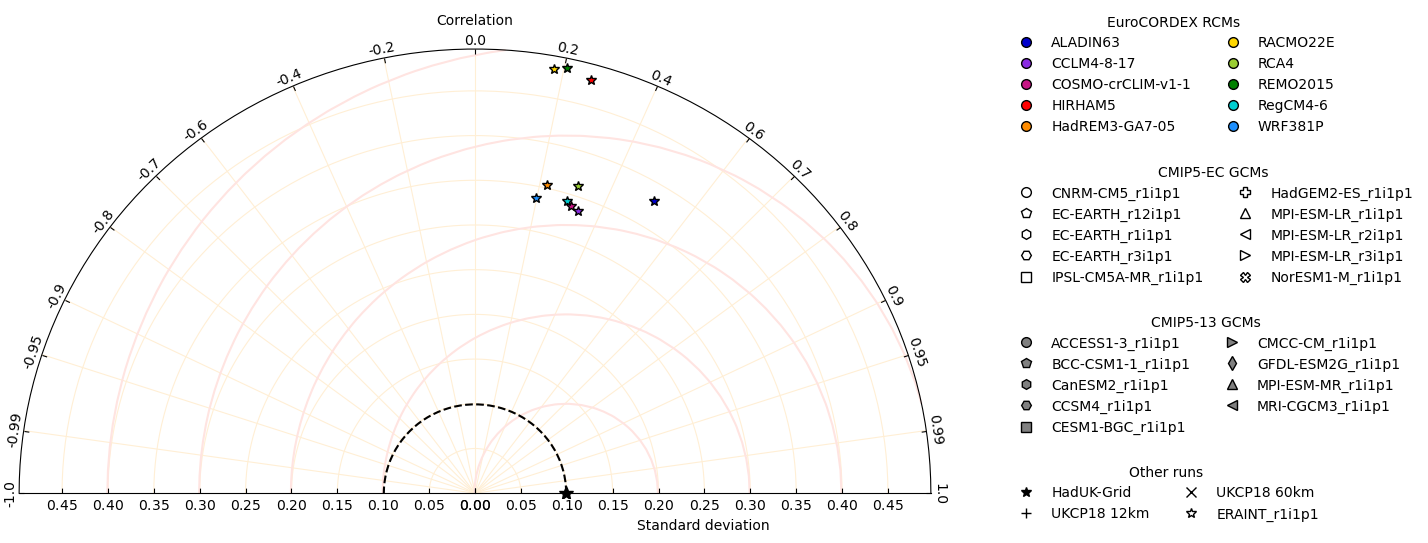 Correlation
0.0
-0.2
0.2
-0.4
0.4
-0.6
0.6
-0.7
0.7
-0.8
0.8
-0.9
0.9
-0.95
0.95
-0.99
0.99
-1.0
1.0
0.45 0.40 0.35 0.30 0.25 0.20 0.15 0.10 0.05 0.00 0.05 0.10 0.15 0.20 0.25 0.30 0.35 0.40 0.45
Standard deviation
EuroCORDEX RCMs
ALADIN63
CCLM4-8-17
COSMO-crCLIM-v1-1
HIRHAM5
HadREM3-GA7-05
RACMO22E
RCA4
REMO2015
RegCM4-6
WRF381P
CMIP5-EC GCMs
CNRM-CM5_r1i1p1
EC-EARTH_r12i1p1
EC-EARTH_r1i1p1
EC-EARTH_r3i1p1
IPSL-CM5A-MR_r1i1p1
HadGEM2-ES_r1i1p1
MPI-ESM-LR_r1i1p1
MPI-ESM-LR_r2i1p1
MPI-ESM-LR_r3i1p1
NorESM1-M_r1i1p1
CMIP5-13 GCMs
ACCESS1-3_r1i1p1
BCC-CSM1-1_r1i1p1
CanESM2_r1i1p1
CCSM4_r1i1p1
CESM1-BGC_r1i1p1
CMCC-CM_r1i1p1
GFDL-ESM2G_r1i1p1
MPI-ESM-MR_r1i1p1
MRI-CGCM3_r1i1p1
Other runs
HadUK-Grid
UKCP18 12km
UKCP18 60km
ERAINT_r1i1p1